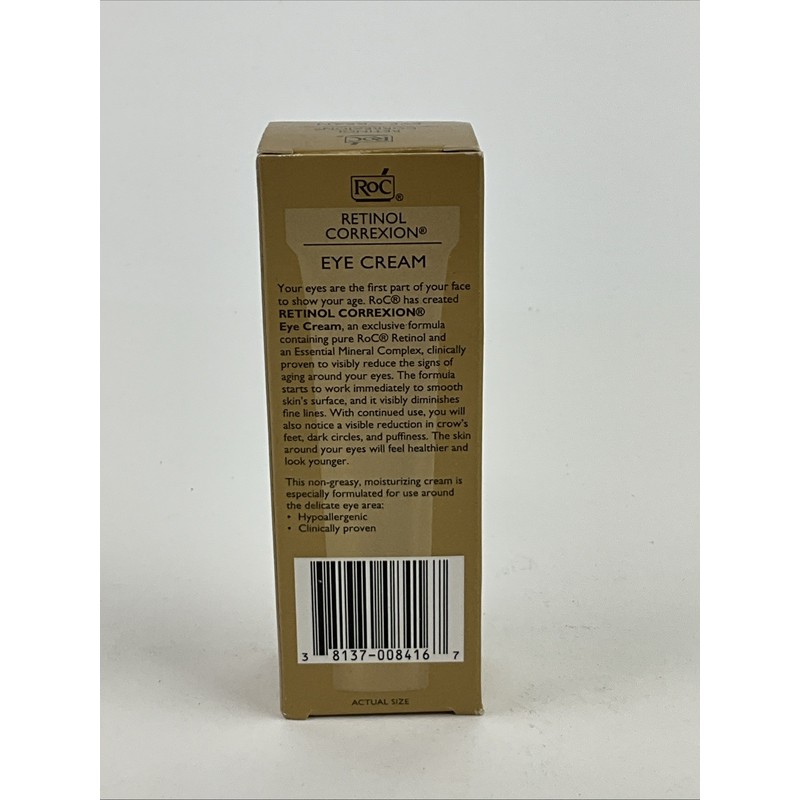 RoC
RoC®
RETINOL
CORREXION®
EYE CREAM
Your eyes are the first part of your face
to show your age. RoC® has created
RETINOL CORREXION®
Eye Cream, an exclusive formula
containing pure RoC® Retinol and
an Essential Mineral Complex, clinically
proven to visibly reduce the signs of
aging around your eyes. The formula
starts to work immediately to smooth
skin's surface, and it visibly diminishes
fine lines. With continued use, you will
also notice a visible reduction in crow's
feet, dark circles, and puffiness. The skin
around your eyes will feel healthier and
look younger.
This non-greasy, moisturizing cream is
especially formulated for use around
the delicate eye area:
• Hypoallergenic
• Clinically proven
3 8137-008416 7
ACTUAL SIZE